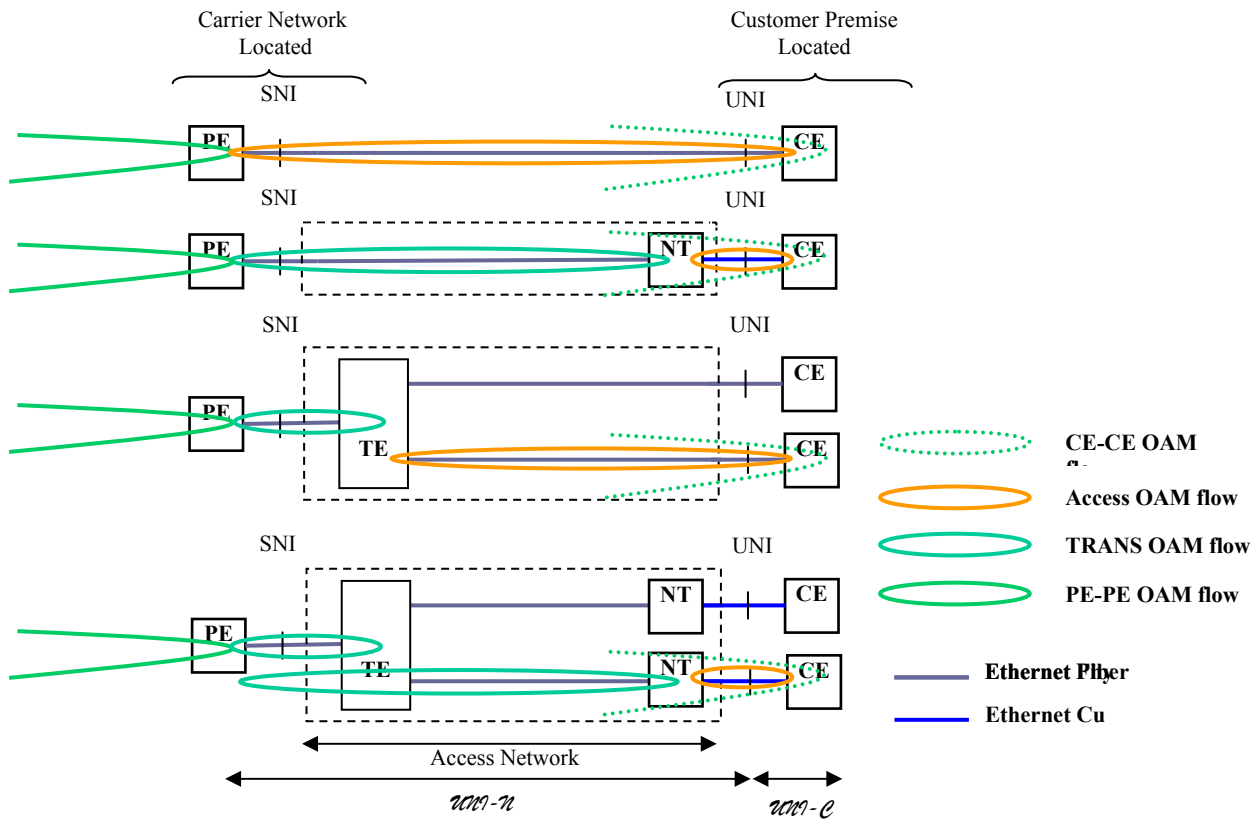 Carrier Network
Located
Customer Premise
Located
SNI
UNI
PE
CE
SNI
UNI
PE
NT
CE
SNI
UNI
CE
PE
TE
CE
CE-CE OAM
Access OAM flow
TRANS OAM flow
PE-PE OAM flow
SNI
UNI
NT
CE
PE
TE
NT
CE
Ethernet
Ethernet Cu
Access Network
UNI-N
UNI-C